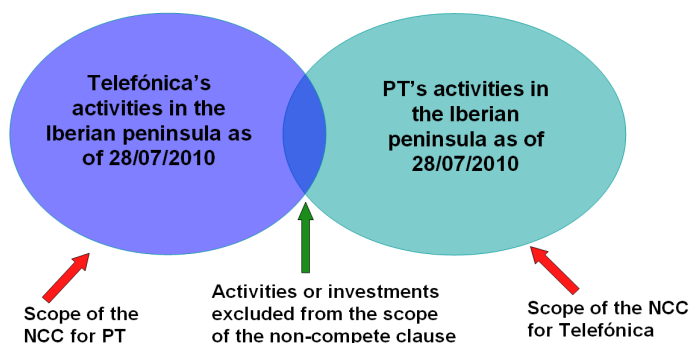 Telefónica's
activities in the
Iberian peninsula as
of 28/07/2010
PT's activities in
the Iberian
peninsula as of
28/07/2010
Scope of the
NCC for PT
Activities or investments
excluded from the scope
of the non-compete clause
Scope of the NCC
for Telefónica